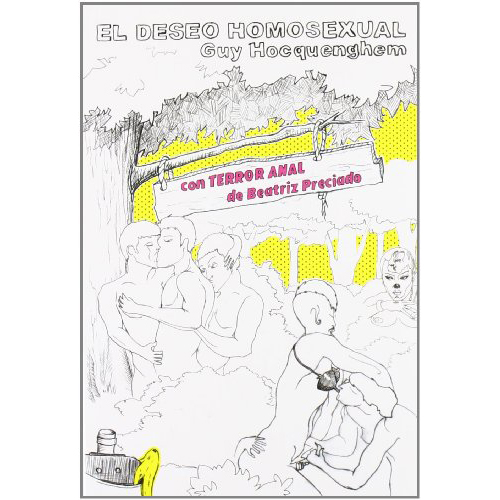 EL DESEO HOMOSEXUAL
Guy Hocquenghem
con TERROR ANAL
de Beatriz Preciado